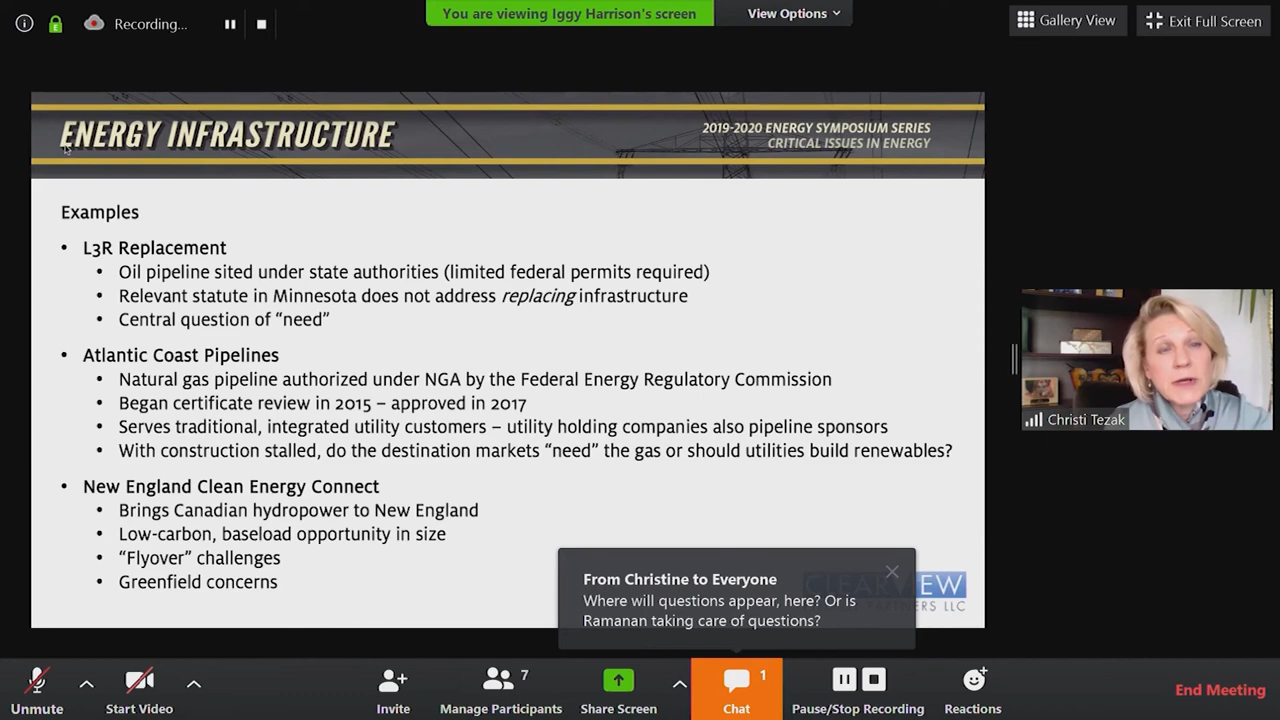 Recording...
You are viewing Iggy Harrison's screen
View Options
Gallery View
Exit Full Screen
ENERGY INFRASTRUCTURE
2019-2020 ENERGY SYMPOSIUM SERIES
CRITICAL ISSUES IN ENERGY
Examples
• L3R Replacement
• Oil pipeline sited under state authorities (limited federal permits required)
• Relevant statute in Minnesota does not address replacing infrastructure
• Central question of “need”
• Atlantic Coast Pipelines
• Natural gas pipeline authorized under NGA by the Federal Energy Regulatory Commission
• Began certificate review in 2015 – approved in 2017
• Serves traditional, integrated utility customers – utility holding companies also pipeline sponsors
• With construction stalled, do the destination markets “need” the gas or should utilities build renewables?
• New England Clean Energy Connect
• Brings Canadian hydropower to New England
• Low-carbon, baseload opportunity in size
• “Flyover” challenges
• Greenfield concerns
Christi Tezak
From Christine to Everyone
Where will questions appear, here? Or is
Ramanan taking care of questions?
CLEARVIEW
PARTNERS LLC
Unmute
Start Video
Invite
7
Manage Participants
Share Screen
1
Chat
Pause/Stop Recording
Reactions
End Meeting